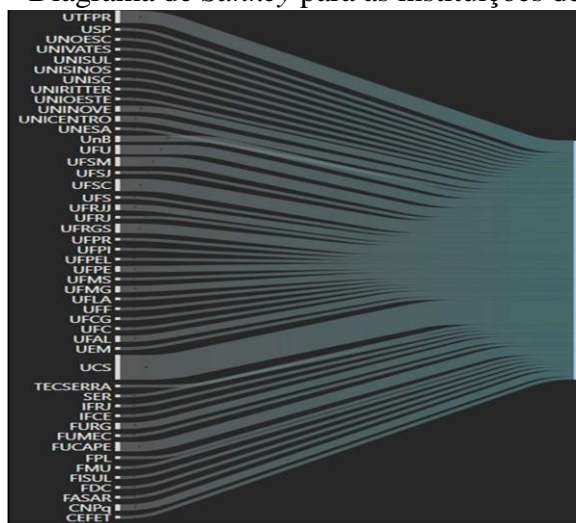 Diagrama de Sankey para as instituições de
UTFPR
USP
UNOESC
UNIVATES
UNISUL
UNISINOS
UNISC
UNIRITTER
UNIOESTE
UNINOVE
UNICENTRO
UNESA
UnB
UFU
UFSM
UFSJ
UFSC
UFS
UFRRJ
UFRJ
UFRGS
UFPR
UFPI
UFPEL
UFPE
UFMS
UFMG
UFLA
UFF
UFCG
UFC
UFAL
UEM
UCS
TECSERRA
SER
IFRJ
IFCE
FURG
FUMEC
FUCAPE
FPL
FMU
FISUL
FDC
FASAR
CNPq
CEFET